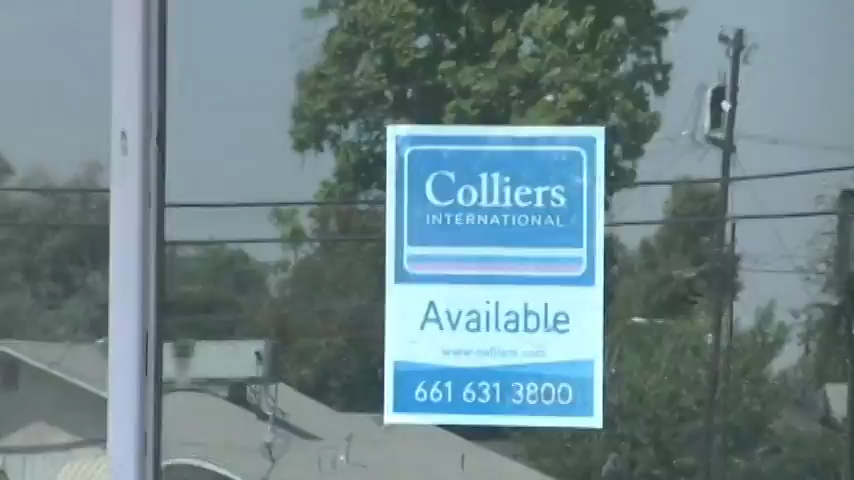 Colliers
INTERNATIONAL
Available
www.colliers.com
661 631 3800